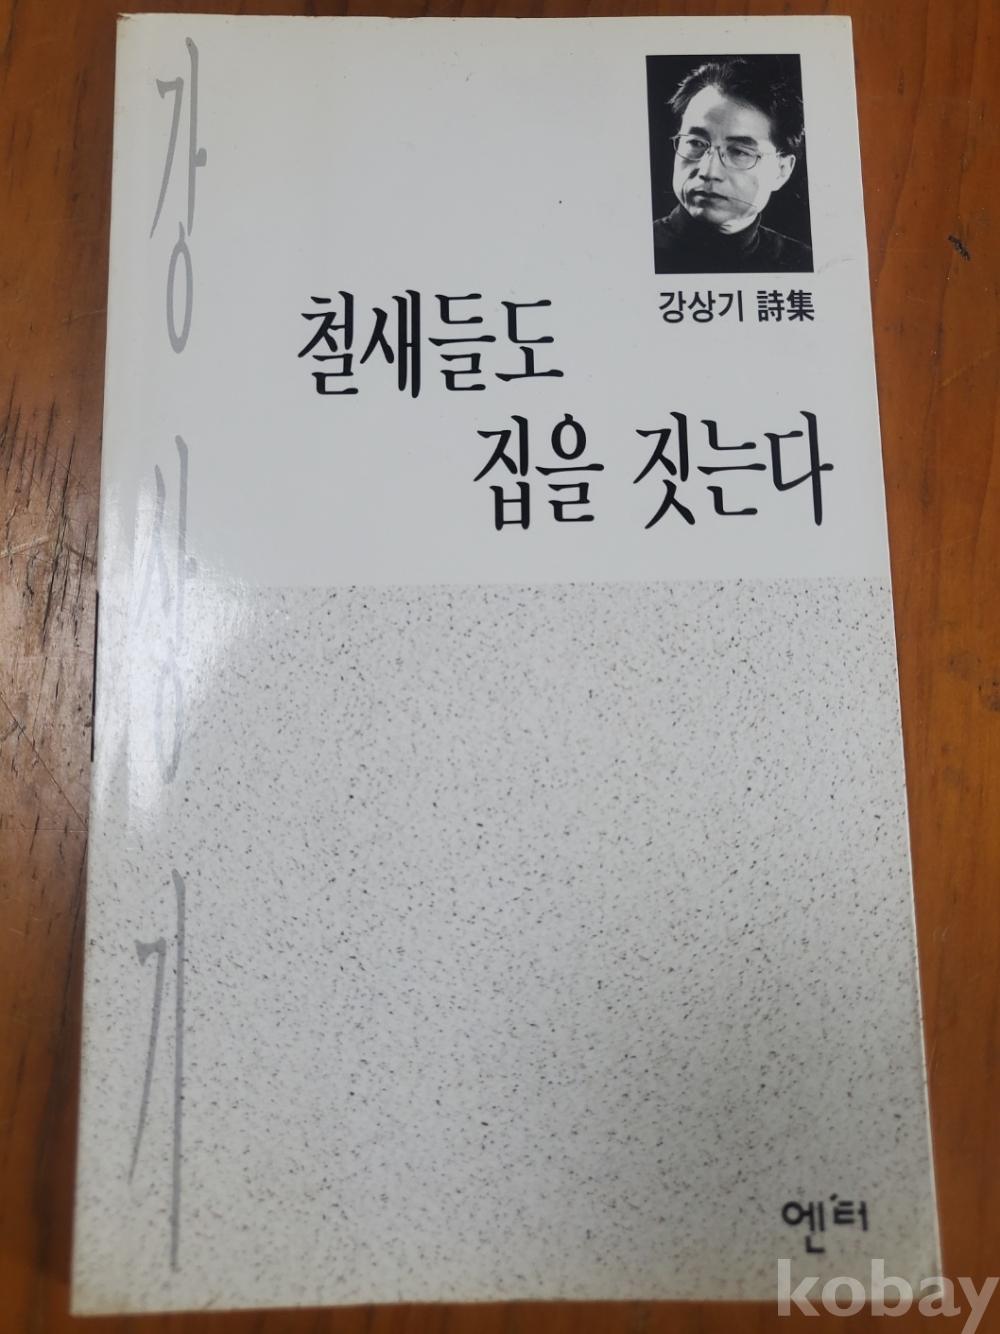 강상기
강상기 詩集
철새들도
집을 짓는다
엔터
kobay